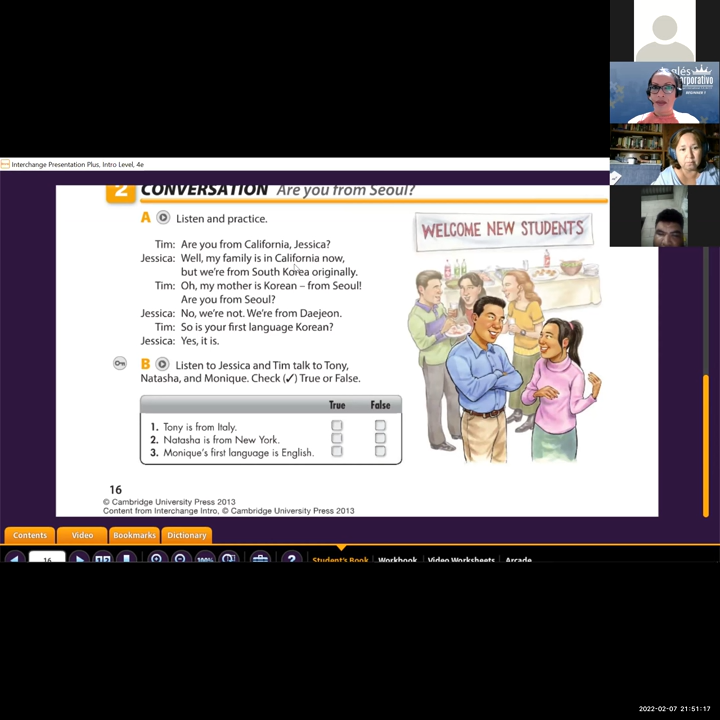 glés
rporativo
BEGINNER 1
Interchange Presentation Plus, Intro Level, 4e
2 CONVERSATION Are you from Seoul?
A Listen and practice.
Tim: Are you from California, Jessica?
Jessica: Well, my family is in California now,
but we're from South Korea originally.
Tim: Oh, my mother is Korean – from Seoul!
Are you from Seoul?
Jessica: No, we're not. We're from Daejeon.
Tim: So is your first language Korean?
Jessica: Yes, it is.
WELCOME NEW STUDENTS
B Listen to Jessica and Tim talk to Tony,
Natasha, and Monique. Check (✓) True or False.
True False
1. Tony is from Italy.
2. Natasha is from New York.
3. Monique's first language is English.
16
© Cambridge University Press 2013
Content from Interchange Intro, © Cambridge University Press 2013
Contents Video Bookmarks Dictionary
16 100% ? Student's Book Workbook Video Worksheets Arcade
2022-02-07 21:51:17